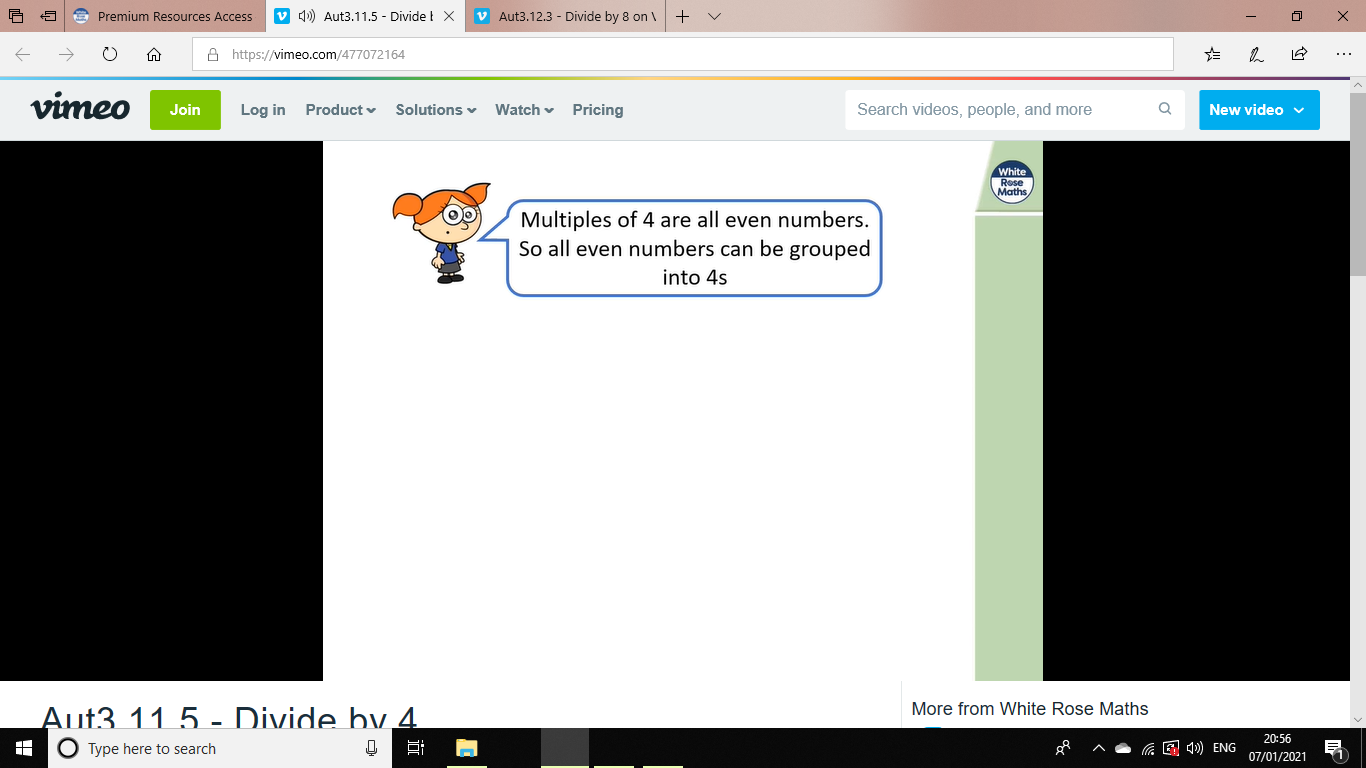 Premium Resources Access
Aut3.11.5 - Divide b
Aut3.12.3 - Divide by 8 on V
https://vimeo.com/477072164
vimeo
Join
Log in
Product
Solutions
Watch
Pricing
Search videos, people, and more
New video
White
Rose
Maths
Multiples of 4 are all even numbers.
So all even numbers can be grouped
into 4s
Aut3.11.5 - Divide by 4
More from White Rose Maths
Type here to search
ENG
20:56
07/01/2021
1